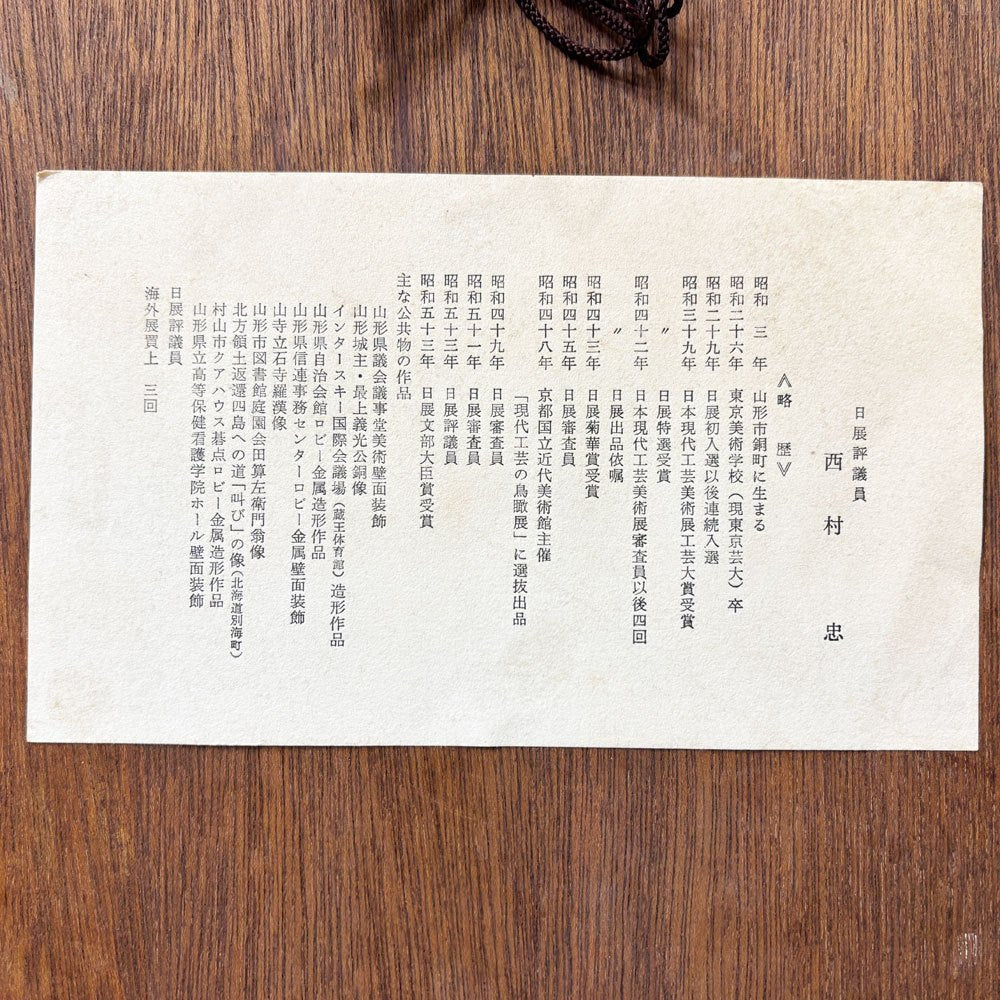 日展評議員
西村 忠
《略 歴》
昭和 三 年 山形市銅町に生まる
昭和二十六年 東京美術学校（現東京芸大）卒
昭和二十九年 日展初入選以後連続入選
昭和三十九年 日本現代工芸美術展工芸大賞受賞
〃 日展特選受賞
昭和四十二年 日本現代工芸美術展審査員以後四回
〃 日展出品依嘱
昭和四十三年 日展菊華賞受賞
昭和四十五年 日展審査員
昭和四十八年 京都国立近代美術館主催
「現代工芸の鳥瞰展」に選抜出品
昭和四十九年 日展審査員
昭和五十一年 日展審査員
昭和五十三年 日展評議員
昭和五十三年 日展文部大臣賞受賞
主な公共物の作品
山形県議会議事堂美術壁面装飾
山形城主・最上義光公銅像
インタースキー国際会議場（蔵王体育館）造形作品
山形県自治会館ロビー金属造形作品
山形県信連事務センターロビー金属壁面装飾
山寺立石寺羅漢像
山形市図書館庭園会田算左衛門翁像
北方領土返還四島への道「叫び」の像（北海道別海町）
村山市クアハウス碁点ロビー金属造形作品
山形県立高等保健看護学院ホール壁面装飾
日展評議員
海外展買上 三回